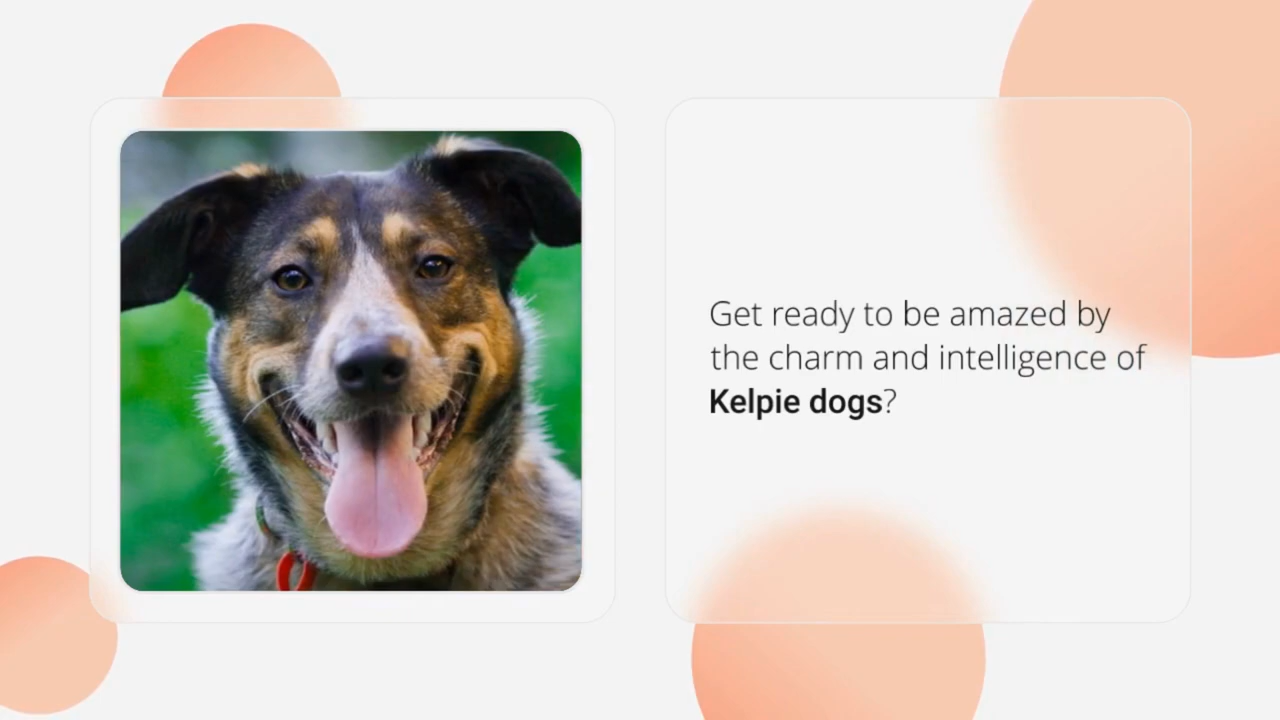 Get ready to be amazed by
the charm and intelligence of
Kelpie dogs?